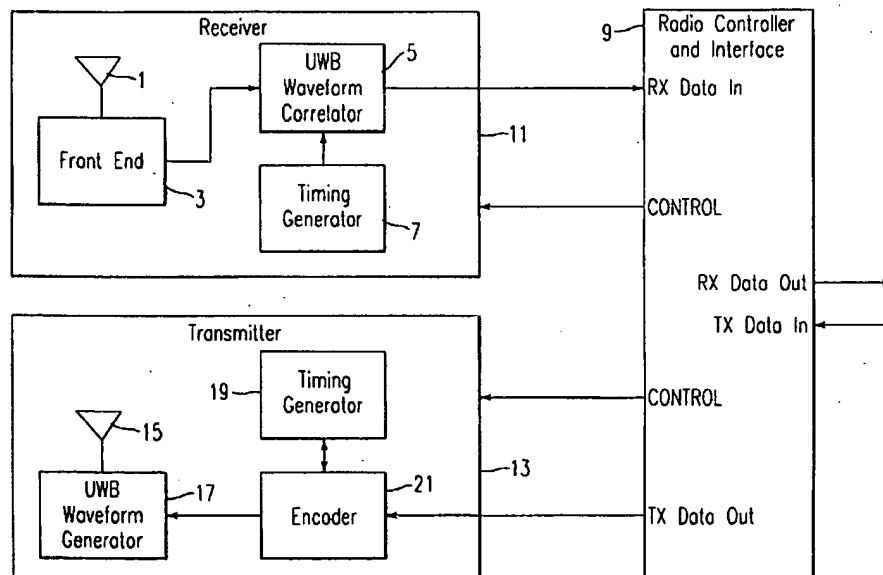 Receiver
1
Front End
3
UWB
Waveform
Correlator
5
Timing
Generator
7
11
9
Radio Controller
and Interface
RX Data In
CONTROL
RX Data Out
TX Data In
CONTROL
TX Data Out
Transmitter
19
Timing
Generator
15
UWB
Waveform
Generator
17
Encoder
21
13